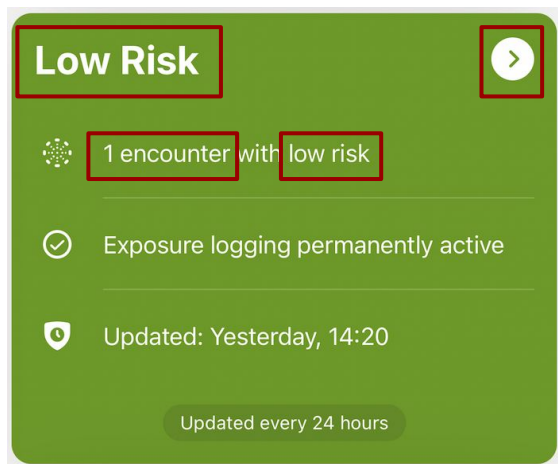 Low Risk
1 encounter with low risk
Exposure logging permanently active
Updated: Yesterday, 14:20
Updated every 24 hours